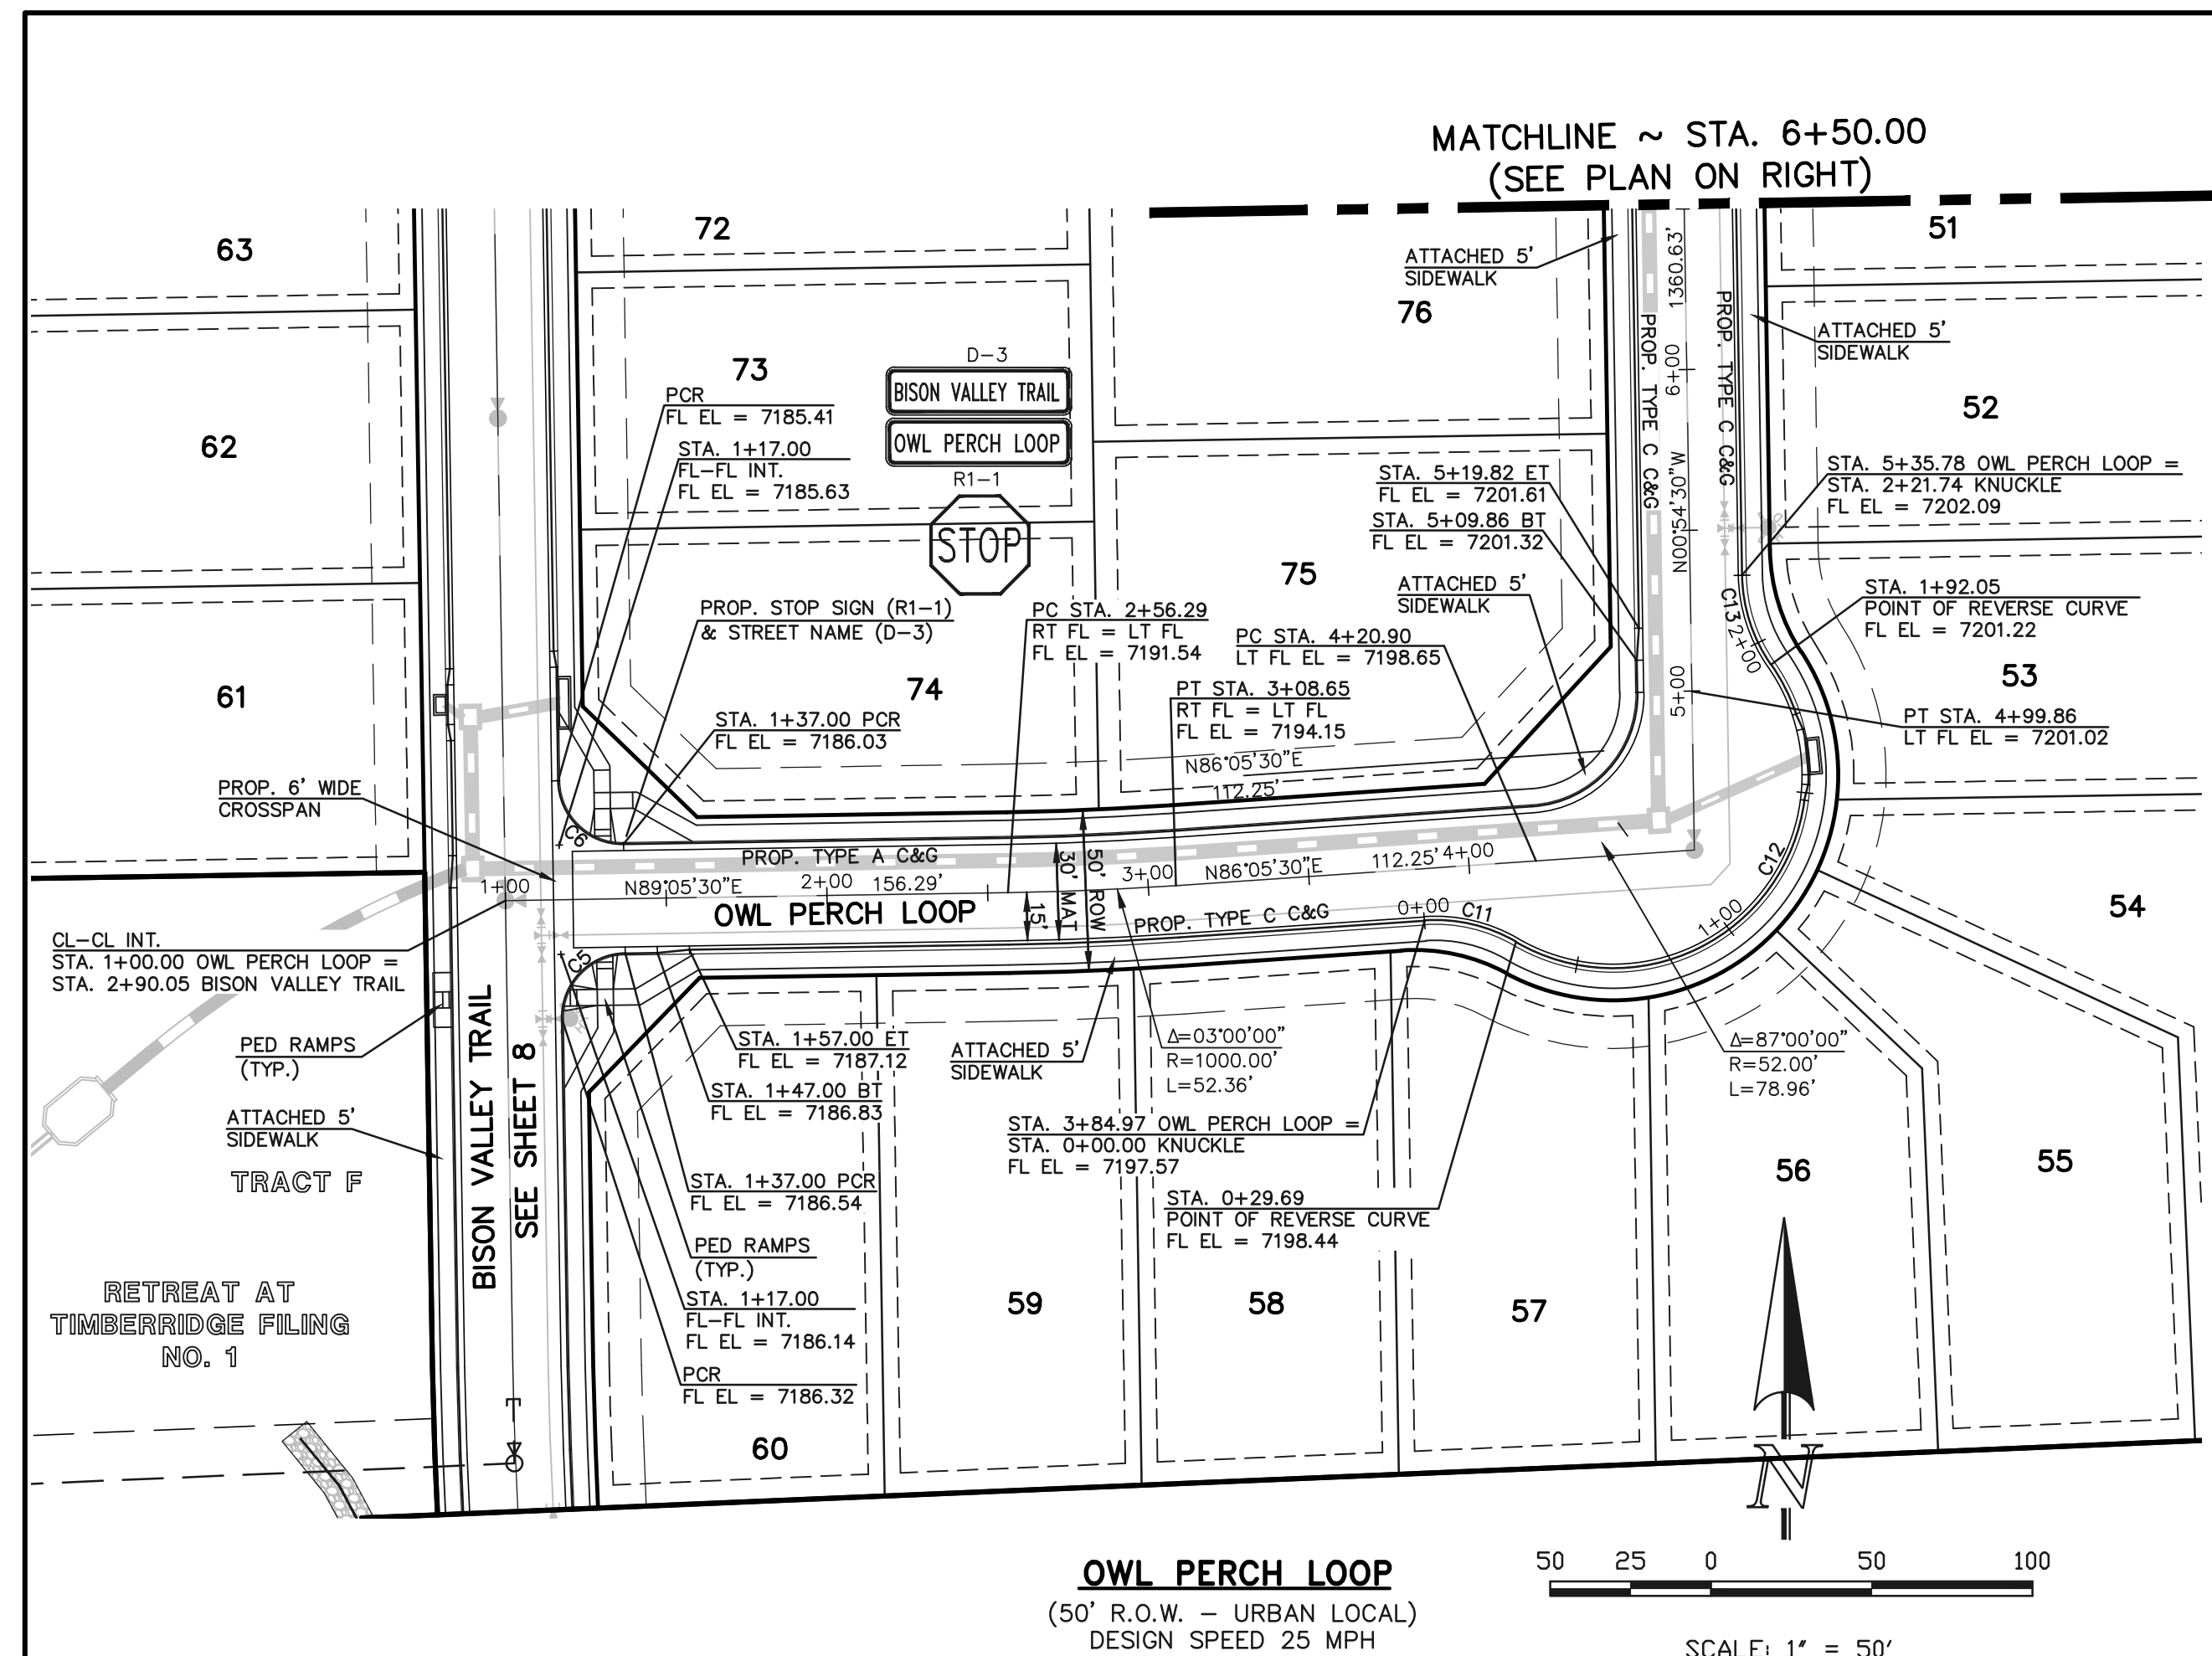 MATCHLINE ~ STA. 6+50.00
(SEE PLAN ON RIGHT)
63
72
51
ATTACHED 5'
SIDEWALK
76
1360.63'
PROP. TYPE C C&G
PROP. TYPE C C&G
6+00
ATTACHED 5'
SIDEWALK
62
73
D-3
BISON VALLEY TRAIL
OWL PERCH LOOP
R1-1
STOP
PCR
FL EL = 7185.41
STA. 1+17.00
FL-FL INT.
FL EL = 7185.63
52
STA. 5+19.82 ET
FL EL = 7201.61
STA. 5+09.86 BT
FL EL = 7201.32
N00°54'30"W
STA. 5+35.78 OWL PERCH LOOP =
STA. 2+21.74 KNUCKLE
FL EL = 7202.09
75
ATTACHED 5'
SIDEWALK
C13
2+00
STA. 1+92.05
POINT OF REVERSE CURVE
FL EL = 7201.22
PROP. STOP SIGN (R1-1)
& STREET NAME (D-3)
PC STA. 2+56.29
RT FL = LT FL
FL EL = 7191.54
PC STA. 4+20.90
LT FL EL = 7198.65
61
74
53
5+00
PT STA. 3+08.65
RT FL = LT FL
FL EL = 7194.15
STA. 1+37.00 PCR
FL EL = 7186.03
PT STA. 4+99.86
LT FL EL = 7201.02
N86°05'30"E
112.25'
PROP. 6' WIDE
CROSSPAN
C6
PROP. TYPE A C&G
30' MAT
50' ROW
1+00
N89°05'30"E
2+00
156.29'
3+00
N86°05'30"E
112.25'
4+00
C12
OWL PERCH LOOP
15'
PROP. TYPE C C&G
0+00
C11
1+00
54
CL-CL INT.
STA. 1+00.00 OWL PERCH LOOP =
STA. 2+90.05 BISON VALLEY TRAIL
C5
PED RAMPS
(TYP.)
BISON VALLEY TRAIL
SEE SHEET 8
STA. 1+57.00 ET
FL EL = 7187.12
ATTACHED 5'
SIDEWALK
Δ=03°00'00"
R=1000.00'
L=52.36'
Δ=87°00'00"
R=52.00'
L=78.96'
STA. 1+47.00 BT
FL EL = 7186.83
ATTACHED 5'
SIDEWALK
STA. 3+84.97 OWL PERCH LOOP =
STA. 0+00.00 KNUCKLE
FL EL = 7197.57
TRACT F
STA. 1+37.00 PCR
FL EL = 7186.54
STA. 0+29.69
POINT OF REVERSE CURVE
FL EL = 7198.44
56
55
PED RAMPS
(TYP.)
RETREAT AT
TIMBERRIDGE FILING
NO. 1
STA. 1+17.00
FL-FL INT.
FL EL = 7186.14
59
58
57
PCR
FL EL = 7186.32
60
N
OWL PERCH LOOP
(50' R.O.W. - URBAN LOCAL)
DESIGN SPEED 25 MPH
50 25 0 50 100
SCALE: 1" = 50'